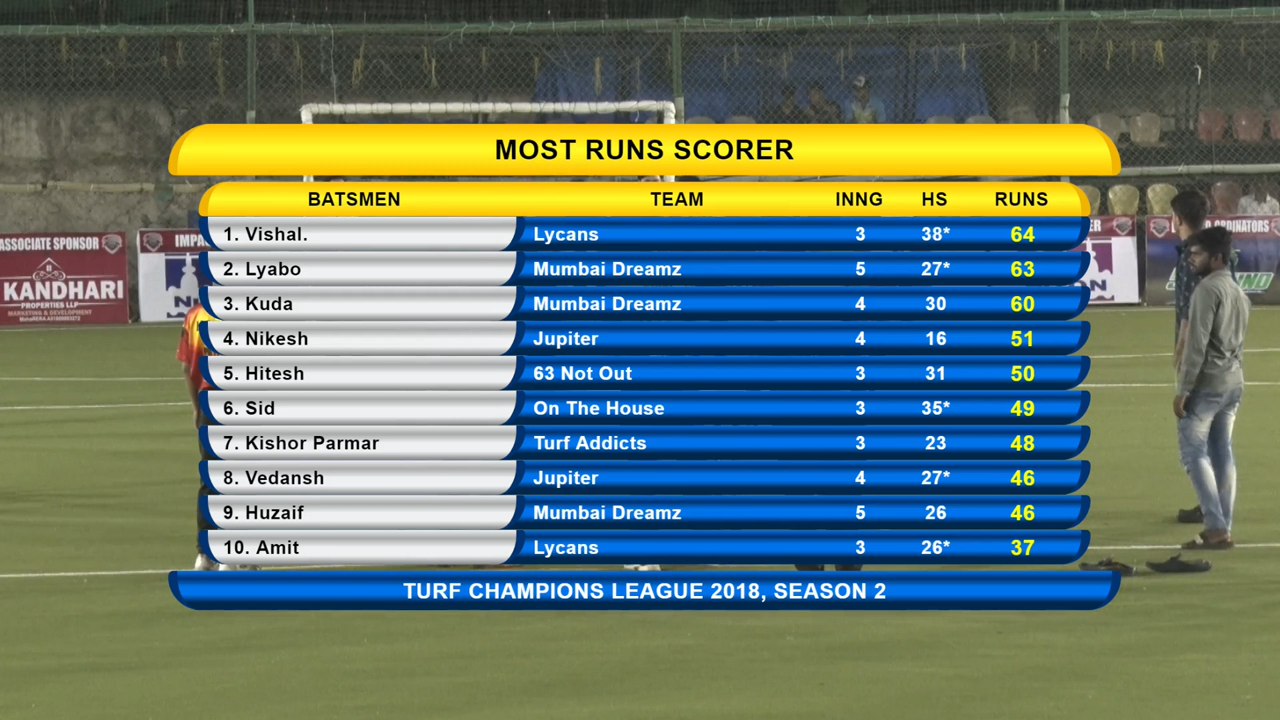 MOST RUNS SCORER
BATSMEN TEAM INNG HS RUNS
1. Vishal. Lycans 3 38* 64
2. Lyabo Mumbai Dreamz 5 27* 63
3. Kuda Mumbai Dreamz 4 30 60
4. Nikesh Jupiter 4 16 51
5. Hitesh 63 Not Out 3 31 50
6. Sid On The House 3 35* 49
7. Kishor Parmar Turf Addicts 3 23 48
8. Vedansh Jupiter 4 27* 46
9. Huzaif Mumbai Dreamz 5 26 46
10. Amit Lycans 3 26* 37
TURF CHAMPIONS LEAGUE 2018, SEASON 2
ASSOCIATE SPONSOR
KANDHARI
PROPERTIES LLP
MARKETING & DEVELOPMENT